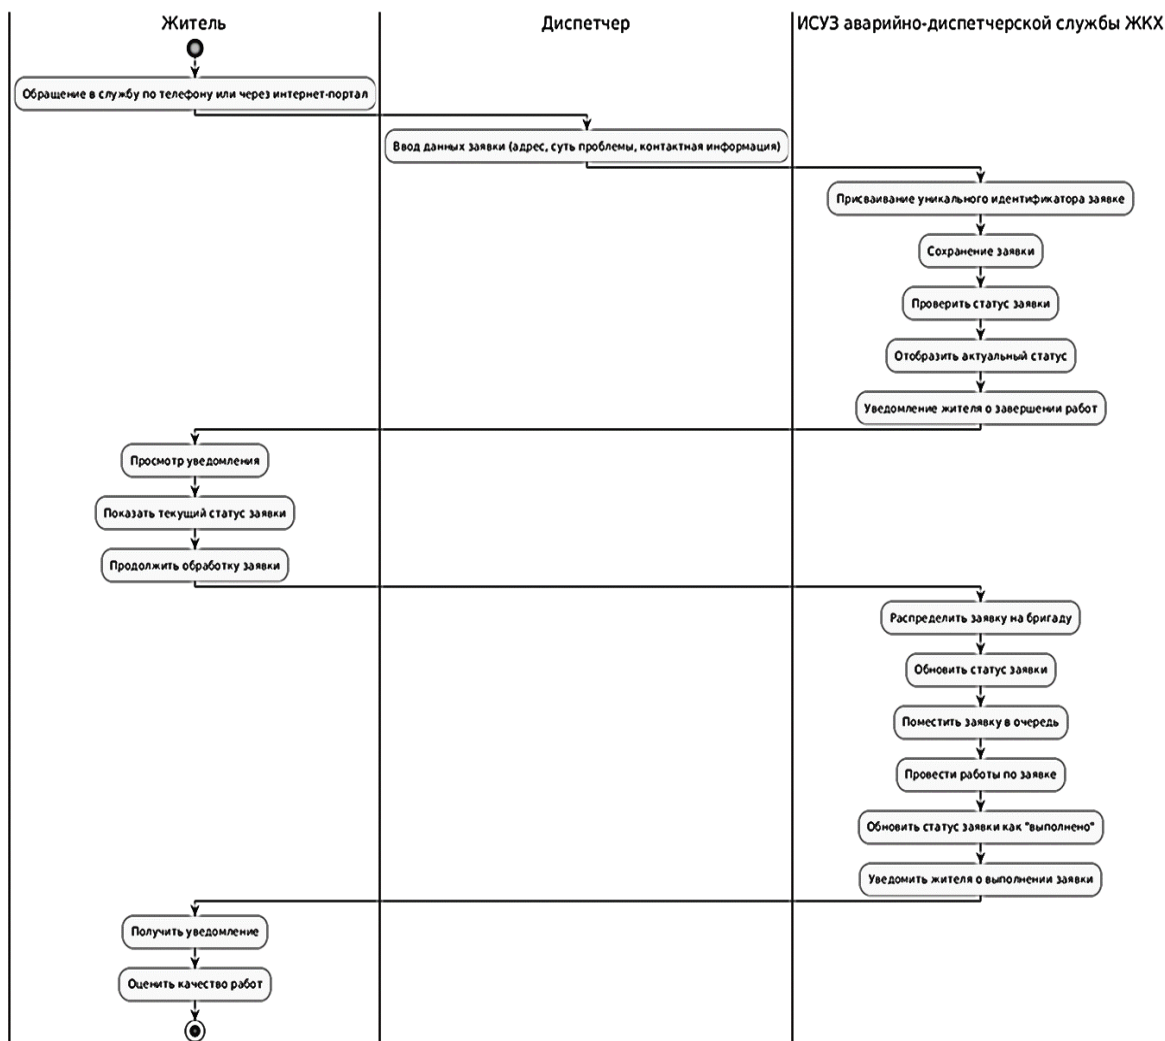 Житель
Диспетчер
ИСУЗ аварийно-диспетчерской службы ЖКХ
Обращение в службу по телефону или через интернет-портал
Ввод данных заявки (адрес, суть проблемы, контактная информация)
Присваивание уникального идентификатора заявке
Сохранение заявки
Проверить статус заявки
Отобразить актуальный статус
Уведомление жителя о завершении работ
Просмотр уведомления
Показать текущий статус заявки
Продолжить обработку заявки
Распределить заявку на бригаду
Обновить статус заявки
Поместить заявку в очередь
Провести работы по заявке
Обновить статус заявки как "выполнено"
Уведомить жителя о выполнении заявки
Получить уведомление
Оценить качество работ